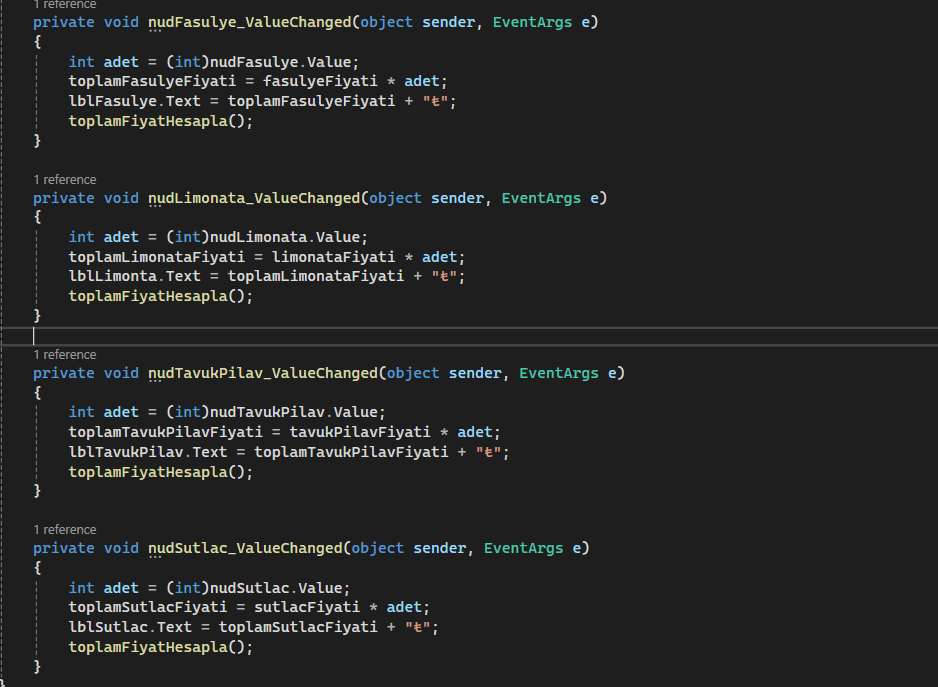 1 reference
private void nudFasulye_ValueChanged(object sender, EventArgs e)
{
int adet = (int)nudFasulye.Value;
toplamFasulyeFiyati = fasulyeFiyati * adet;
lblFasulye.Text = toplamFasulyeFiyati + "₺";
toplamFiyatHesapla();
}
1 reference
private void nudLimonata_ValueChanged(object sender, EventArgs e)
{
int adet = (int)nudLimonata.Value;
toplamLimonataFiyati = limonataFiyati * adet;
lblLimonta.Text = toplamLimonataFiyati + "₺";
toplamFiyatHesapla();
}
1 reference
private void nudTavukPilav_ValueChanged(object sender, EventArgs e)
{
int adet = (int)nudTavukPilav.Value;
toplamTavukPilavFiyati = tavukPilavFiyati * adet;
lblTavukPilav.Text = toplamTavukPilavFiyati + "₺";
toplamFiyatHesapla();
}
1 reference
private void nudSutlac_ValueChanged(object sender, EventArgs e)
{
int adet = (int)nudSutlac.Value;
toplamSutlacFiyati = sutlacFiyati * adet;
lblSutlac.Text = toplamSutlacFiyati + "₺";
toplamFiyatHesapla();
}
}